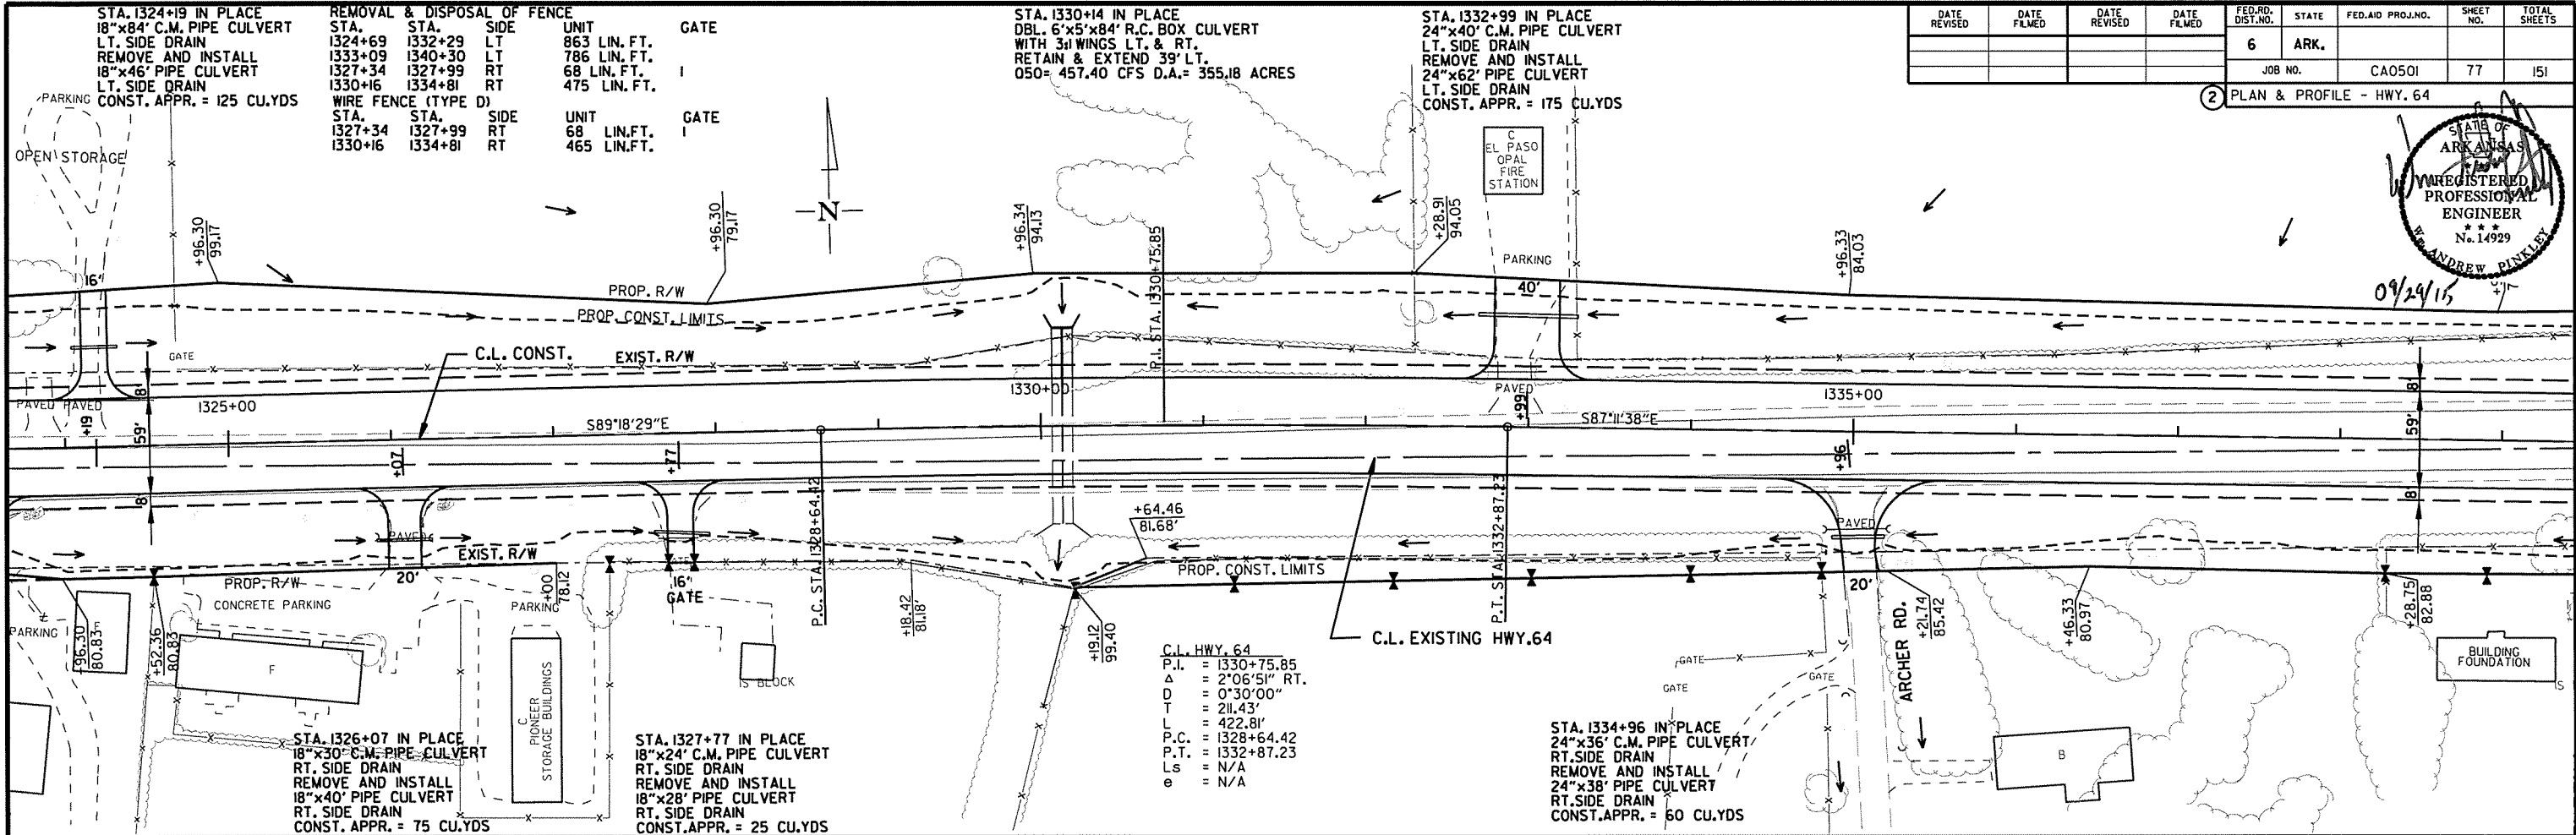 STA. 1324+19 IN PLACE
18"x84' C.M. PIPE CULVERT
LT. SIDE DRAIN
REMOVE AND INSTALL
18"x46' PIPE CULVERT
LT. SIDE DRAIN
CONST. APPR. = 125 CU.YDS
REMOVAL & DISPOSAL OF FENCE
STA. STA. SIDE UNIT GATE
1324+69 1332+29 LT 863 LIN. FT.
1333+09 1340+30 LT 786 LIN. FT.
1327+34 1327+99 RT 68 LIN. FT. 1
1330+16 1334+81 RT 475 LIN. FT.
WIRE FENCE (TYPE D)
STA. STA. SIDE UNIT GATE
1327+34 1327+99 RT 68 LIN.FT. 1
1330+16 1334+81 RT 465 LIN.FT.
STA. 1330+14 IN PLACE
DBL. 6'x5'x84' R.C. BOX CULVERT
WITH 3:1 WINGS LT. & RT.
RETAIN & EXTEND 39' LT.
Q50= 457.40 CFS D.A.= 355.18 ACRES
STA. 1332+99 IN PLACE
24"x40' C.M. PIPE CULVERT
LT. SIDE DRAIN
REMOVE AND INSTALL
24"x62' PIPE CULVERT
LT. SIDE DRAIN
CONST. APPR. = 175 CU.YDS
DATE REVISED DATE FILMED DATE REVISED DATE FILMED FED.RD. DIST.NO. STATE FED.AID PROJ.NO. SHEET NO. TOTAL SHEETS
6 ARK.
JOB NO. CA0501 77 151
2 PLAN & PROFILE - HWY. 64
STATE OF
ARKANSAS
REGISTERED
PROFESSIONAL
ENGINEER
No. 14929
WM. ANDREW PINKLEY
09/29/15
PARKING
OPEN STORAGE
C
EL PASO
OPAL
FIRE
STATION
N
+96.30
99.17
+96.30
79.17
+96.34
94.13
P.I. STA. 1330+75.85
+28.91
94.05
+96.33
84.03
PARKING
16'
PROP. R/W
40'
PROP. CONST. LIMITS
GATE
C.L. CONST.
EXIST. R/W
8'
8'
PAVED PAVED
1325+00
1330+00
PAVED
1335+00
+19
59'
S89°18'29"E
+99
S87°11'38"E
59'
+07
+77
+96
8'
8'
P.C. STA. 1328+64.42
P.T. STA. 1332+87.23
+64.46
81.68'
PAVED
EXIST. R/W
PAVED
PROP. R/W
20'
16'
GATE
PROP. CONST. LIMITS
20'
CONCRETE PARKING
+00
78.12
PARKING
PARKING
+96.30
80.83
F
+52.36
80.83
+18.42
81.18'
+19.12
99.40
ARCHER RD.
+21.74
85.42
+46.33
80.97
+28.75
82.88
C.L. EXISTING HWY.64
F
C
PIONEER
STORAGE BUILDINGS
IS BLOCK
GATE
GATE
GATE
BUILDING
FOUNDATION
IS
B
C.L. HWY. 64
P.I. = 1330+75.85
Δ = 2°06'51" RT.
D = 0°30'00"
T = 211.43'
L = 422.81'
P.C. = 1328+64.42
P.T. = 1332+87.23
Ls = N/A
e = N/A
STA. 1326+07 IN PLACE
18"x30' C.M. PIPE CULVERT
RT. SIDE DRAIN
REMOVE AND INSTALL
18"x40' PIPE CULVERT
RT. SIDE DRAIN
CONST. APPR. = 75 CU.YDS
STA. 1327+77 IN PLACE
18"x24' C.M. PIPE CULVERT
RT. SIDE DRAIN
REMOVE AND INSTALL
18"x28' PIPE CULVERT
RT. SIDE DRAIN
CONST.APPR. = 25 CU.YDS
STA. 1334+96 IN PLACE
24"x36' C.M. PIPE CULVERT
RT.SIDE DRAIN
REMOVE AND INSTALL
24"x38' PIPE CULVERT
RT.SIDE DRAIN
CONST.APPR. = 60 CU.YDS